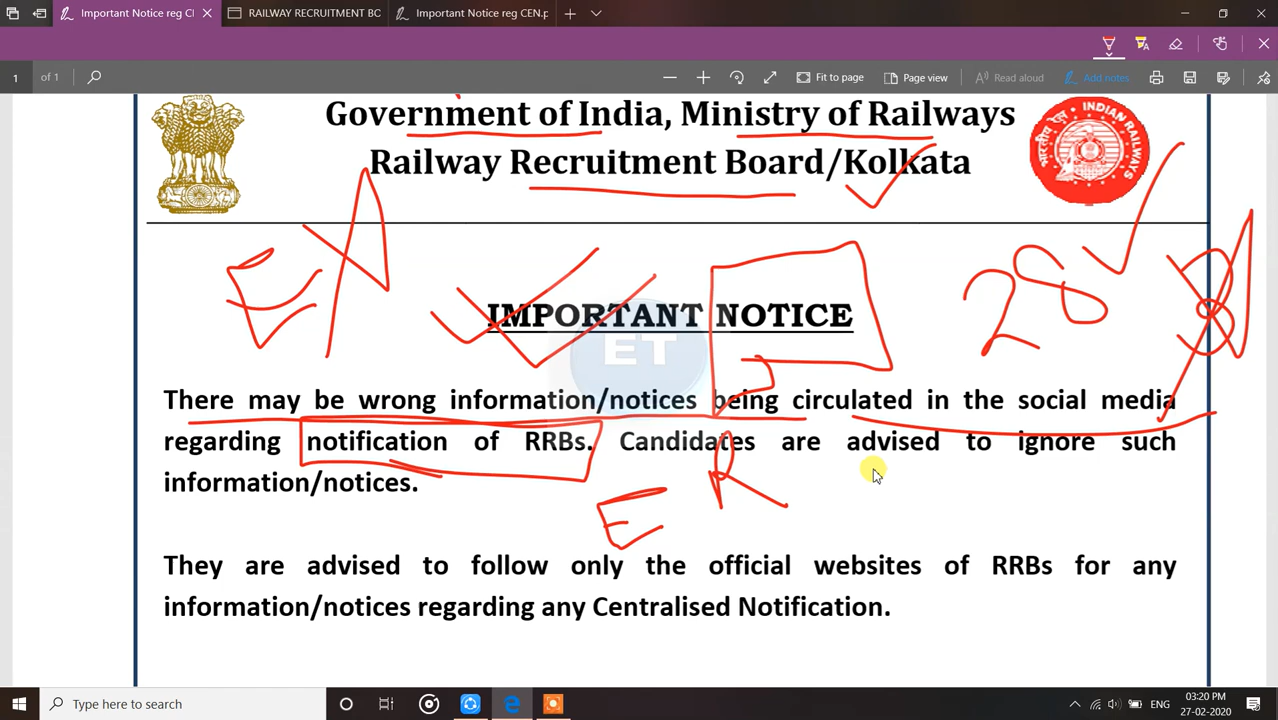 Important Notice reg CE
RAILWAY RECRUITMENT BC
Important Notice reg CEN.p
1 of 1
Fit to page
Page view
Read aloud
Add notes
Government of India, Ministry of Railways
Railway Recruitment Board/Kolkata
भारतीय रेल
INDIAN RAILWAYS
IMPORTANT NOTICE
28
ET
There may be wrong information/notices being circulated in the social media
regarding notification of RRBs. Candidates are advised to ignore such
information/notices.
E R
They are advised to follow only the official websites of RRBs for any
information/notices regarding any Centralised Notification.
Type here to search
ENG
03:20 PM
27-02-2020